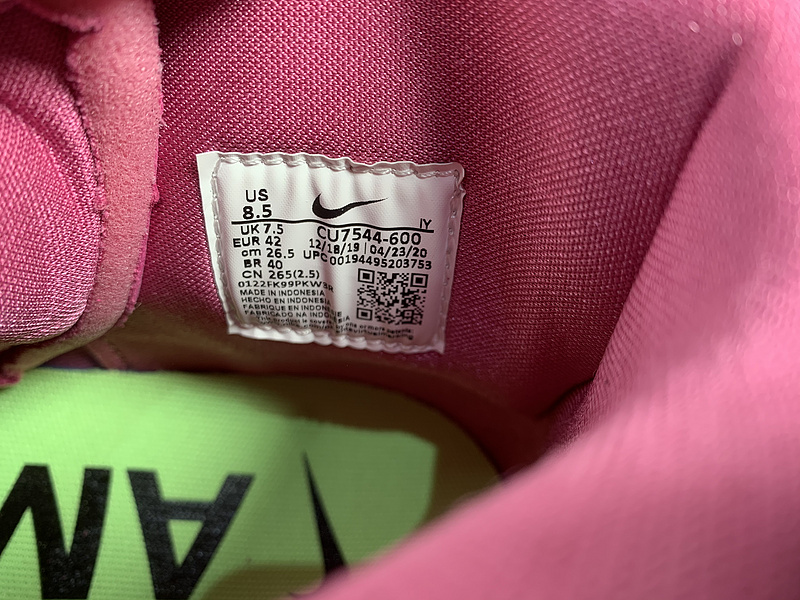 US
8.5
IY
UK 7.5
CU7544-600
EUR 42
12/18/19 | 04/23/20
cm 26.5
UPC 00194495203753
BR 40
CN 265(2.5)
0122FK99PKW3R
MADE IN INDONESIA
HECHO EN INDONESIA
FABRIQUE EN INDONESIE
FABRICADO NA INDONESIA
AM